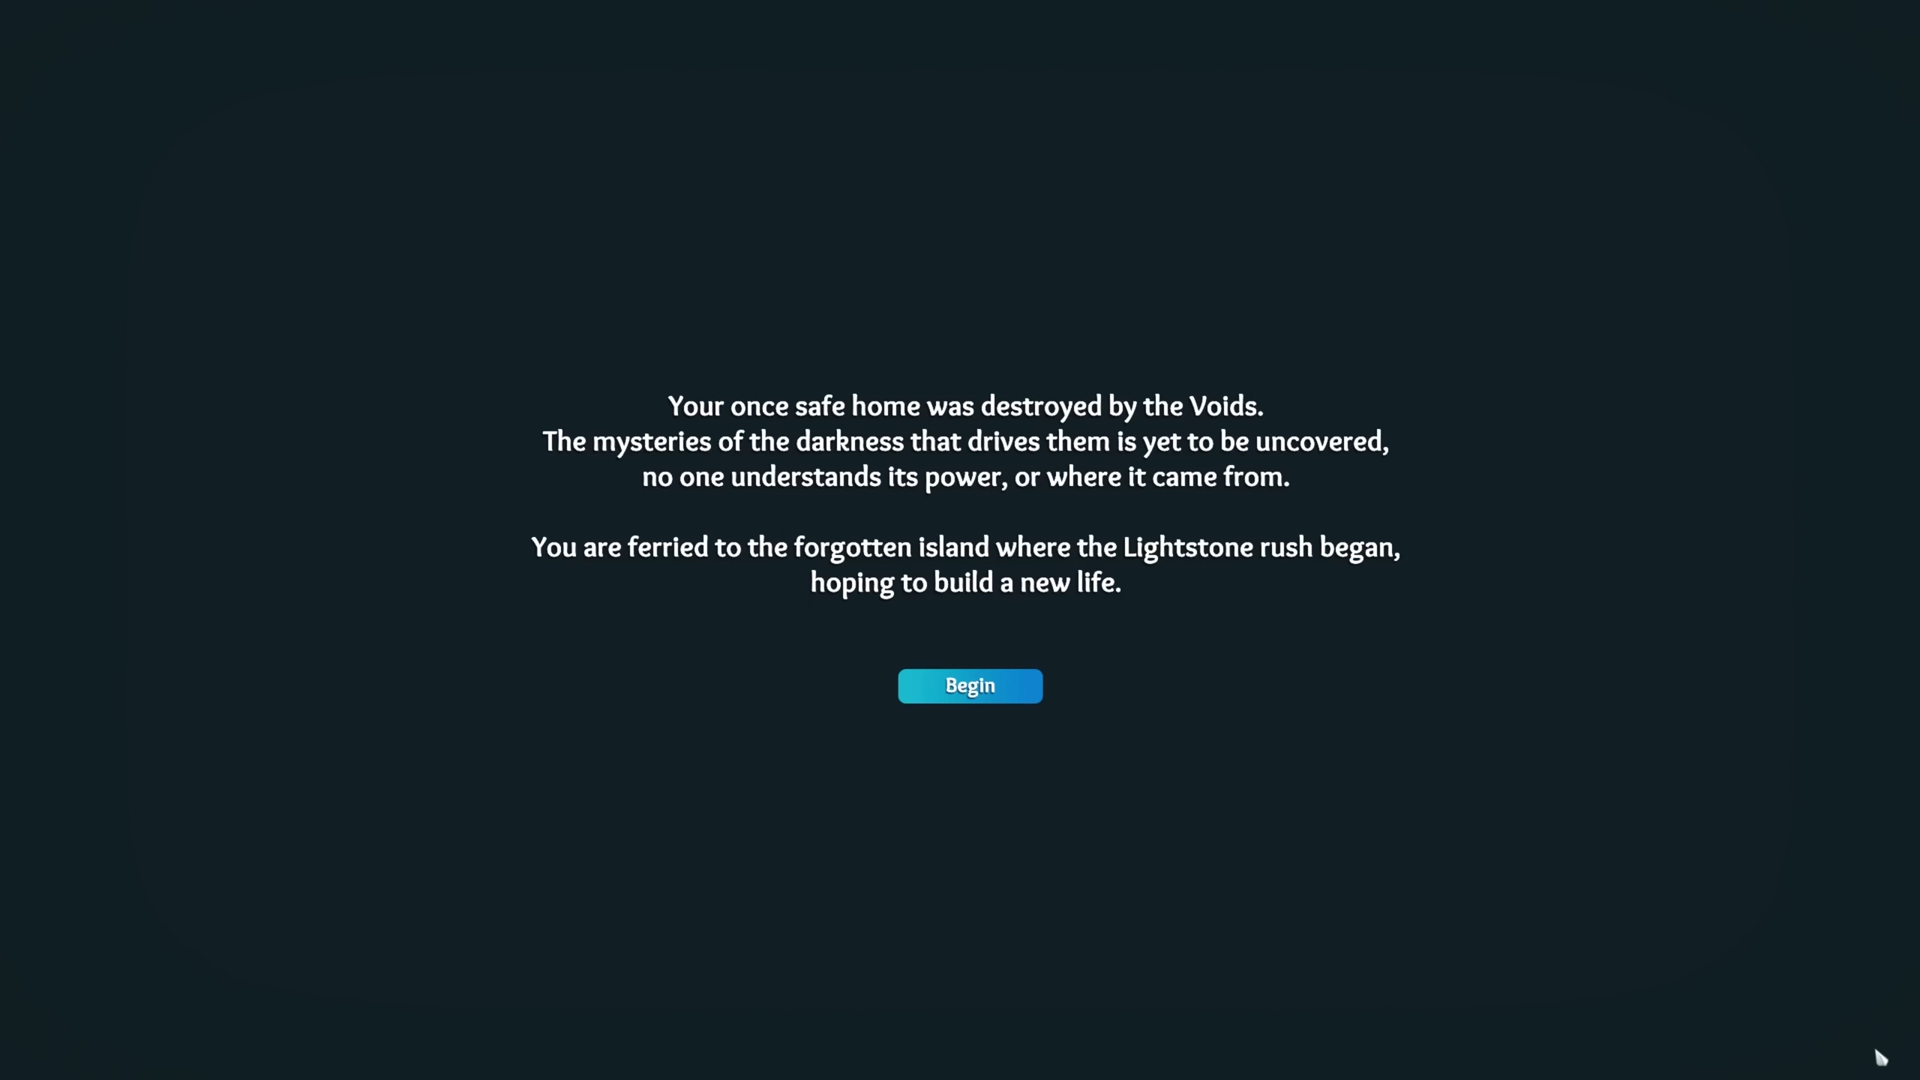 Your once safe home was destroyed by the Voids.
The mysteries of the darkness that drives them is yet to be uncovered,
no one understands its power, or where it came from.
You are ferried to the forgotten island where the Lightstone rush began,
hoping to build a new life.
Begin